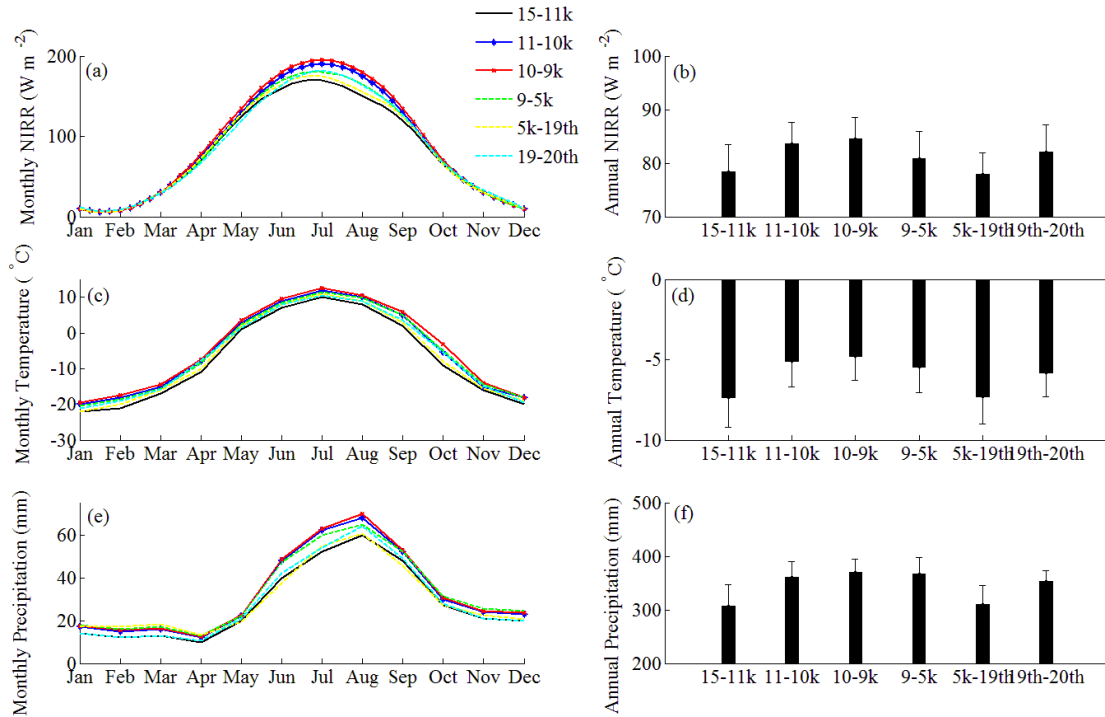 15-11k
11-10k
10-9k
9-5k
5k-19th
19-20th
(a)
Monthly NIRR (W m⁻²)
200
100
0
Jan Feb Mar Apr May Jun Jul Aug Sep Oct Nov Dec
(b)
Annual NIRR (W m⁻²)
100
90
80
70
15-11k 11-10k 10-9k 9-5k 5k-19th 19th-20th
(c)
Monthly Temperature (°C)
10
0
-10
-20
-30
Jan Feb Mar Apr May Jun Jul Aug Sep Oct Nov Dec
(d)
Annual Temperature (°C)
0
-5
-10
15-11k 11-10k 10-9k 9-5k 5k-19th 19th-20th
(e)
Monthly Precipitation (mm)
60
40
20
0
Jan Feb Mar Apr May Jun Jul Aug Sep Oct Nov Dec
(f)
Annual Precipitation (mm)
500
400
300
200
15-11k 11-10k 10-9k 9-5k 5k-19th 19th-20th